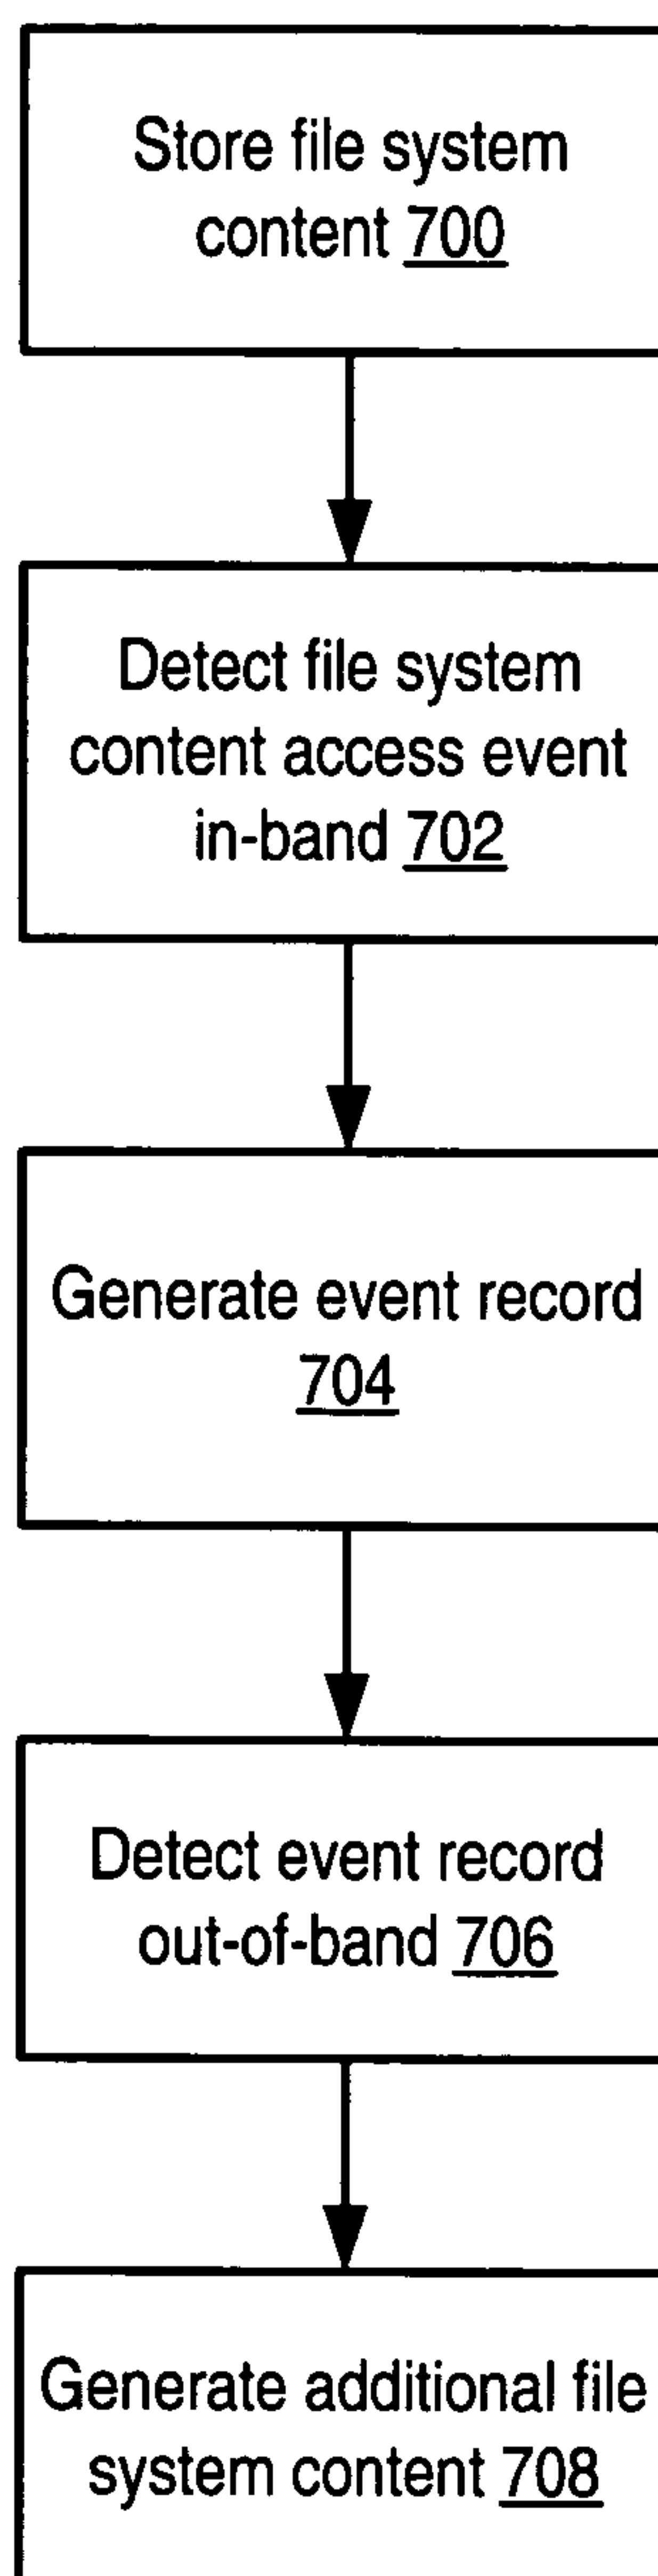 Store file system
content 700
Detect file system
content access event
in-band 702
Generate event record
704
Detect event record
out-of-band 706
Generate additional file
system content 708